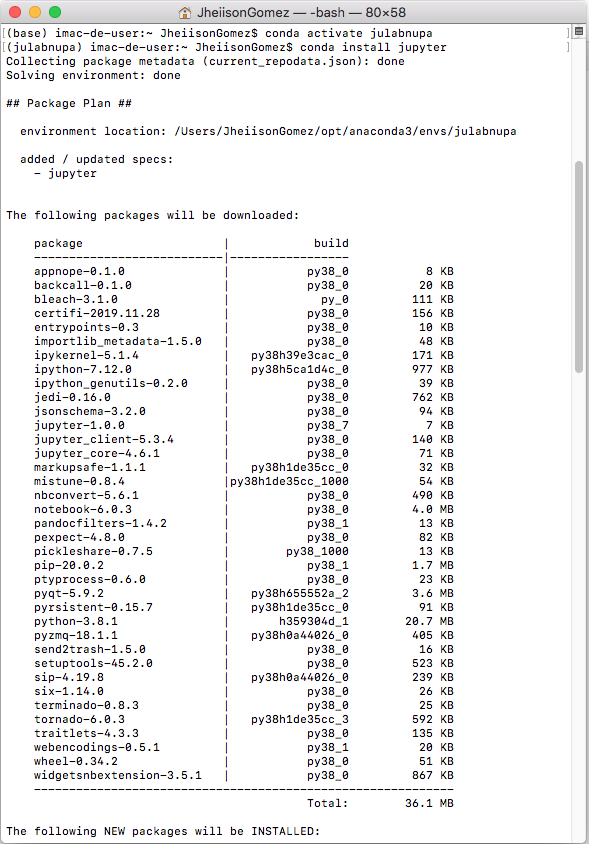 JheiisonGomez — -bash — 80×58
[(base) imac-de-user:~ JheiisonGomez$ conda activate julabnupa ]
[(julabnupa) imac-de-user:~ JheiisonGomez$ conda install jupyter ]
Collecting package metadata (current_repodata.json): done
Solving environment: done
## Package Plan ##
environment location: /Users/JheiisonGomez/opt/anaconda3/envs/julabnupa
added / updated specs:
- jupyter
The following packages will be downloaded:
package | build
---------------------------|-----------------
appnope-0.1.0 | py38_0 8 KB
backcall-0.1.0 | py38_0 20 KB
bleach-3.1.0 | py_0 111 KB
certifi-2019.11.28 | py38_0 156 KB
entrypoints-0.3 | py38_0 10 KB
importlib_metadata-1.5.0 | py38_0 48 KB
ipykernel-5.1.4 | py38h39e3cac_0 171 KB
ipython-7.12.0 | py38h5ca1d4c_0 977 KB
ipython_genutils-0.2.0 | py38_0 39 KB
jedi-0.16.0 | py38_0 762 KB
jsonschema-3.2.0 | py38_0 94 KB
jupyter-1.0.0 | py38_7 7 KB
jupyter_client-5.3.4 | py38_0 140 KB
jupyter_core-4.6.1 | py38_0 71 KB
markupsafe-1.1.1 | py38h1de35cc_0 32 KB
mistune-0.8.4 |py38h1de35cc_1000 54 KB
nbconvert-5.6.1 | py38_0 490 KB
notebook-6.0.3 | py38_0 4.0 MB
pandocfilters-1.4.2 | py38_1 13 KB
pexpect-4.8.0 | py38_0 82 KB
pickleshare-0.7.5 | py38_1000 13 KB
pip-20.0.2 | py38_1 1.7 MB
ptyprocess-0.6.0 | py38_0 23 KB
pyqt-5.9.2 | py38h655552a_2 3.6 MB
pyrsistent-0.15.7 | py38h1de35cc_0 91 KB
python-3.8.1 | h359304d_1 20.7 MB
pyzmq-18.1.1 | py38h0a44026_0 405 KB
send2trash-1.5.0 | py38_0 16 KB
setuptools-45.2.0 | py38_0 523 KB
sip-4.19.8 | py38h0a44026_0 239 KB
six-1.14.0 | py38_0 26 KB
terminado-0.8.3 | py38_0 25 KB
tornado-6.0.3 | py38h1de35cc_3 592 KB
traitlets-4.3.3 | py38_0 135 KB
webencodings-0.5.1 | py38_1 20 KB
wheel-0.34.2 | py38_0 51 KB
widgetsnbextension-3.5.1 | py38_0 867 KB
------------------------------------------------------------
Total: 36.1 MB
The following NEW packages will be INSTALLED: